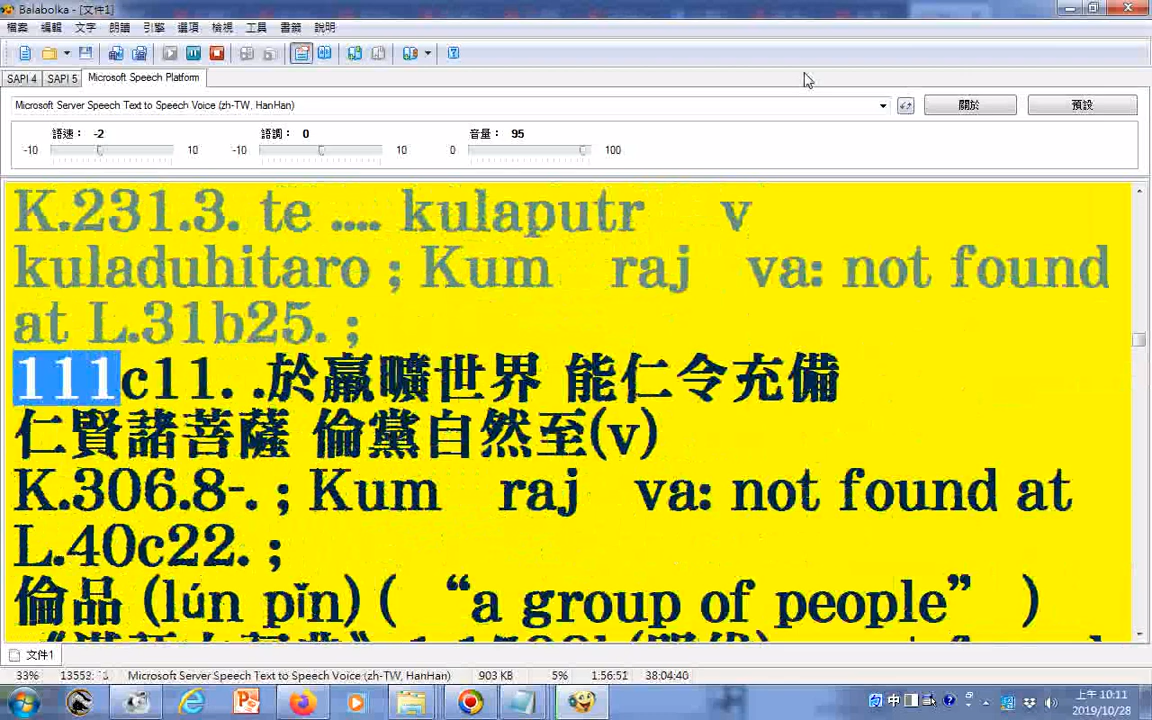 Balabolka - [文件1]
檔案 編輯 文字 朗讀 引擎 選項 檢視 工具 書籤 說明
SAPI 4 SAPI 5 Microsoft Speech Platform
Microsoft Server Speech Text to Speech Voice (zh-TW, HanHan) 關於 預設
語速： -2 語調： 0 音量： 95
-10 10 -10 10 0 100
K.231.3. te .... kulaputr v
kuladuhitaro ; Kum raj va: not found
at L.31b25. ;
111c11. .於羸曠世界 能仁令充備
仁賢諸菩薩 倫黨自然至(v)
K.306.8-. ; Kum raj va: not found at
L.40c22. ;
倫品 (lún pǐn) ( “a group of people” )
文件1
33% Microsoft Server Speech Text to Speech Voice (zh-TW, HanHan) 903 KB 5% 1:56:51 38:04:40
中
上午 10:11
2019/10/28